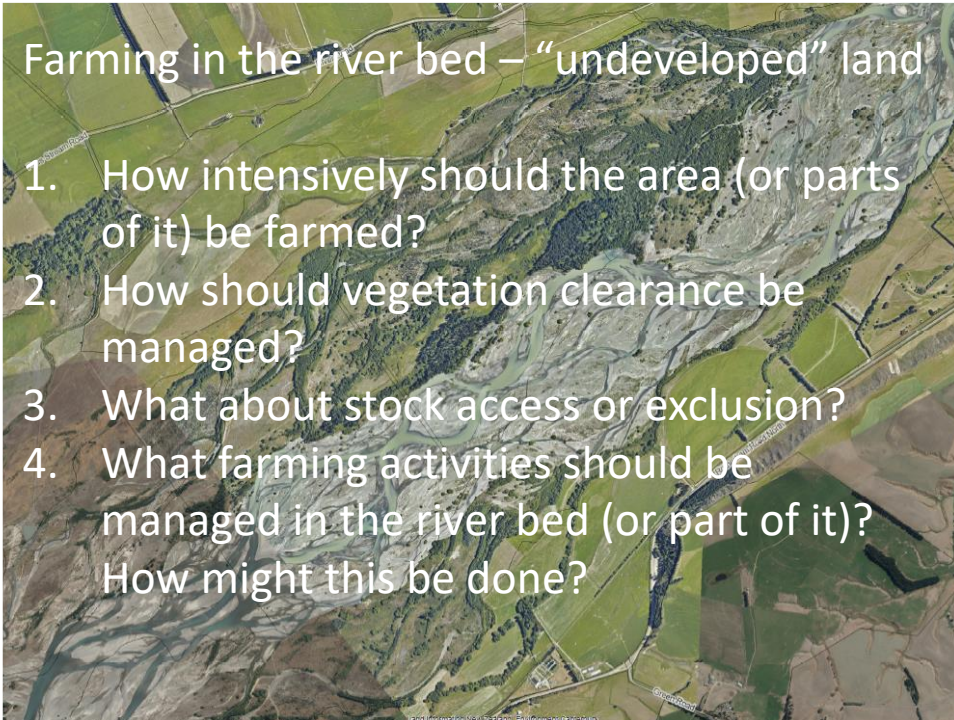 Farming in the river bed – “undeveloped” land
1. How intensively should the area (or parts
of it) be farmed?
2. How should vegetation clearance be
managed?
3. What about stock access or exclusion?
4. What farming activities should be
managed in the river bed (or part of it)?
How might this be done?